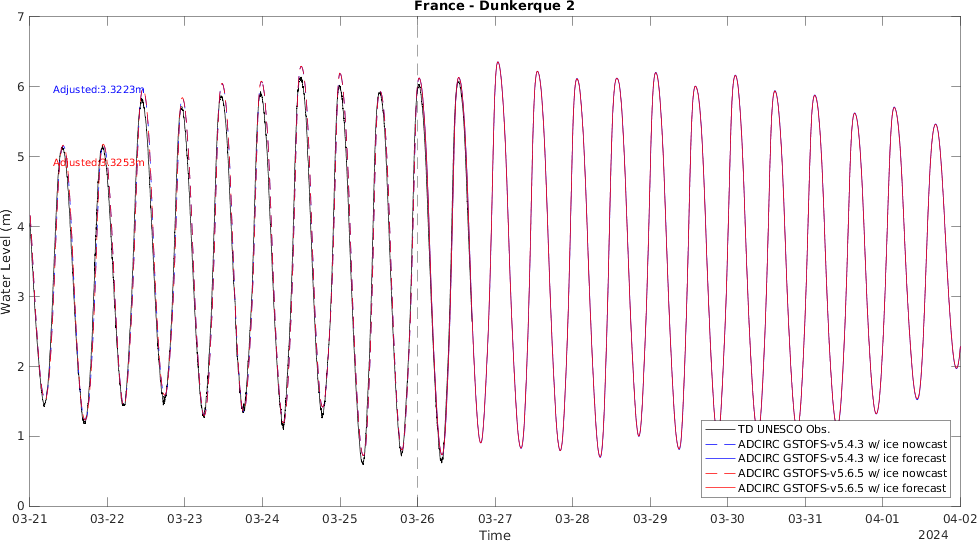 France - Dunkerque 2
Water Level (m)
7
6
5
4
3
2
1
0
Adjusted:3.3223m
Adjusted:3.3253m
TD UNESCO Obs.
ADCIRC GSTOFS-v5.4.3 w/ ice nowcast
ADCIRC GSTOFS-v5.4.3 w/ ice forecast
ADCIRC GSTOFS-v5.6.5 w/ ice nowcast
ADCIRC GSTOFS-v5.6.5 w/ ice forecast
03-21 03-22 03-23 03-24 03-25 03-26 03-27 03-28 03-29 03-30 03-31 04-01 04-02
Time
2024